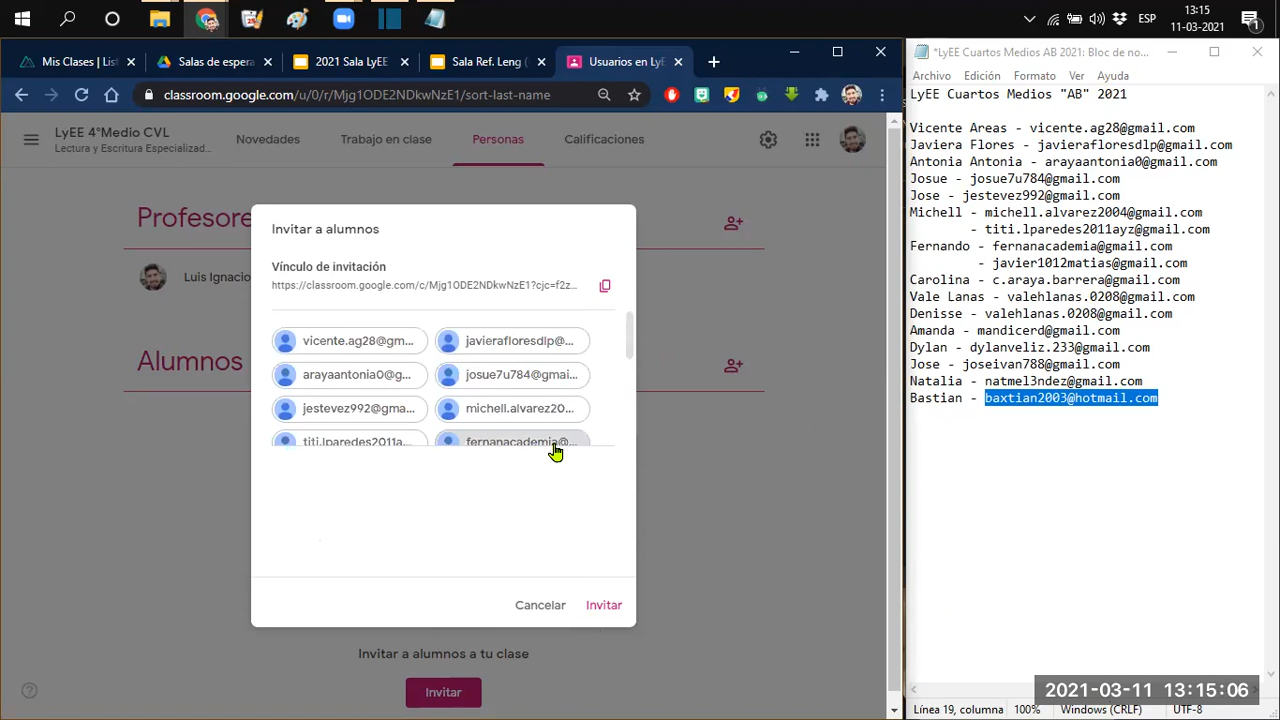 13:15
ESP
11-03-2021
Mis Clases | List
Salas de espera
2021 Sala LyEE
Sala Ref. Leng (
Usuarios en LyE
classroom.google.com/u/0/r/Mjg1ODE2NDkwNzE1/sort-last-name
LyEE 4°Medio CVL
Lectura y Escritura Especializad...
Novedades
Trabajo en clase
Personas
Calificaciones
Profesore
Luis Ignacio
Alumnos
Invitar a alumnos
Vínculo de invitación
https://classroom.google.com/c/Mjg1ODE2NDkwNzE1?cjc=f2z...
vicente.ag28@gm...
javierafloresdlp@...
arayaantonia0@g...
josue7u784@gmai...
jestevez992@gma...
michell.alvarez20...
titi.lparedes2011a...
fernanacademia@...
Cancelar
Invitar
Invitar a alumnos a tu clase
Invitar
*LyEE Cuartos Medios AB 2021: Bloc de no...
Archivo Edición Formato Ver Ayuda
LyEE Cuartos Medios "AB" 2021
Vicente Areas - vicente.ag28@gmail.com
Javiera Flores - javierafloresdlp@gmail.com
Antonia Antonia - arayaantonia0@gmail.com
Josue - josue7u784@gmail.com
Jose - jestevez992@gmail.com
Michell - michell.alvarez2004@gmail.com
- titi.lparedes2011ayz@gmail.com
Fernando - fernanacademia@gmail.com
- javier1012matias@gmail.com
Carolina - c.araya.barrera@gmail.com
Vale Lanas - valehlanas.0208@gmail.com
Denisse - valehlanas.0208@gmail.com
Amanda - mandicerd@gmail.com
Dylan - dylanveliz.233@gmail.com
Jose - joseivan788@gmail.com
Natalia - natmel3ndez@gmail.com
Bastian - baxtian2003@hotmail.com
2021-03-11 13:15:06
Línea 19, columna 100% Windows (CRLF) UTF-8